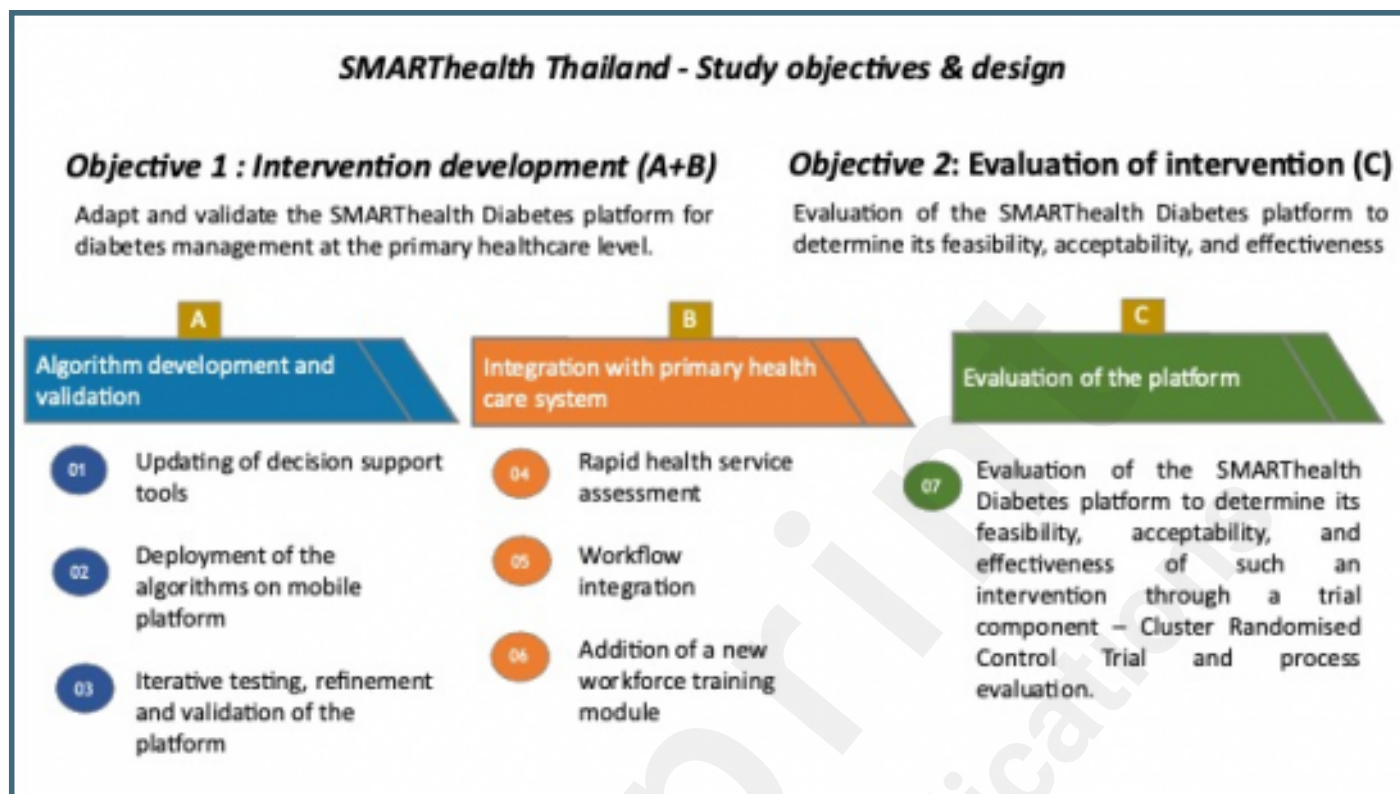 SMARThealth Thailand - Study objectives & design
Objective 1 : Intervention development (A+B)
Adapt and validate the SMARThealth Diabetes platform for
diabetes management at the primary healthcare level.
Objective 2: Evaluation of intervention (C)
Evaluation of the SMARThealth Diabetes platform to
determine its feasibility, acceptability, and effectiveness
A
Algorithm development and
validation
01
Updating of decision support
tools
02
Deployment of the
algorithms on mobile
platform
03
Iterative testing, refinement
and validation of the
platform
B
Integration with primary health
care system
04
Rapid health service
assessment
05
Workflow
integration
06
Addition of a new
workforce training
module
C
Evaluation of the platform
07
Evaluation of the SMARThealth
Diabetes platform to determine its
feasibility, acceptability, and
effectiveness of such an
intervention through a trial
component – Cluster Randomised
Control Trial and process
evaluation.